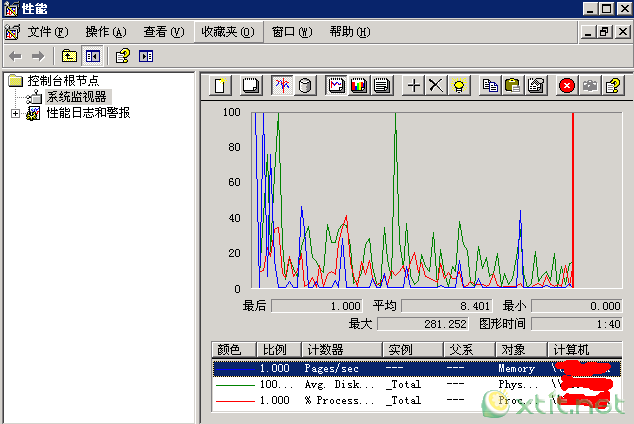 性能
文件(F) 操作(A) 查看(V) 收藏夹(O) 窗口(W) 帮助(H)
控制台根节点
系统监视器
性能日志和警报
100
80
60
40
20
0
最后 1.000 平均 8.401 最小 0.000
最大 281.252 图形时间 1:40
颜色 比例 计数器 实例 父系 对象 计算机
1.000 Pages/sec --- --- Memory \\
100... Avg. Disk... _Total --- Phys... \\
1.000 % Process... _Total --- Proc... \\
xtit.net